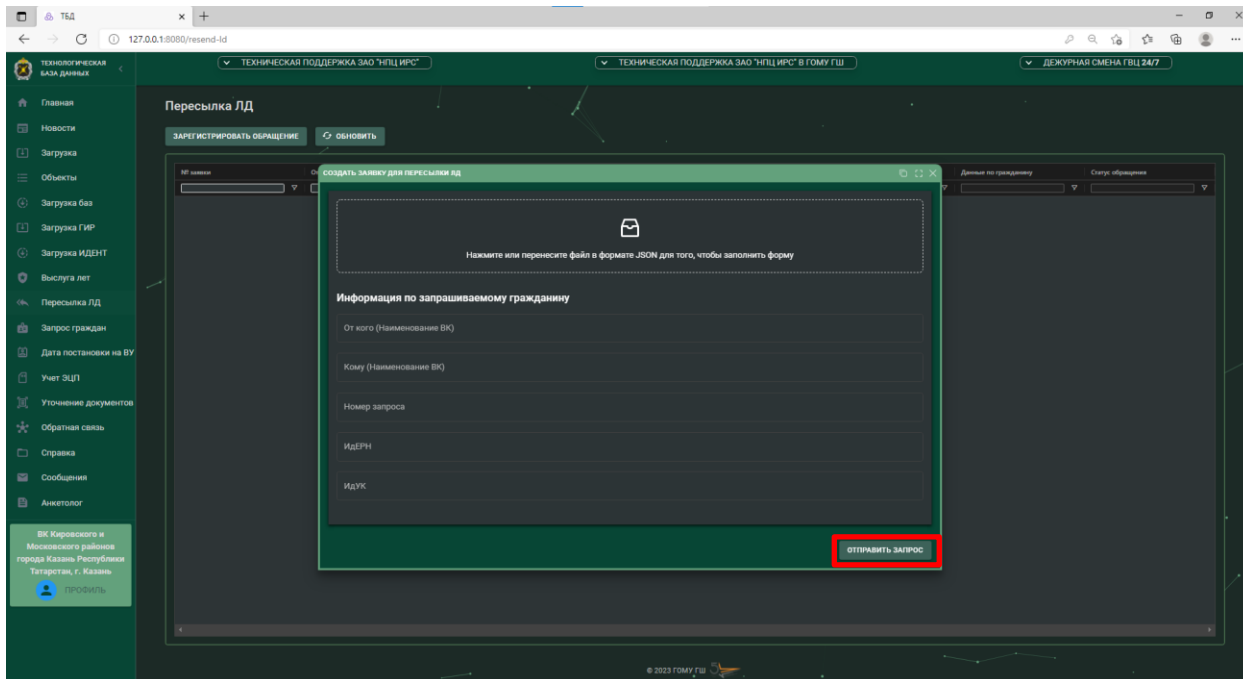 ТБД
127.0.0.1:8080/resend-ld
ТЕХНОЛОГИЧЕСКАЯ
БАЗА ДАННЫХ
ТЕХНИЧЕСКАЯ ПОДДЕРЖКА ЗАО "НПЦ ИРС"
ТЕХНИЧЕСКАЯ ПОДДЕРЖКА ЗАО "НПЦ ИРС" В ГОМУ ГШ
ДЕЖУРНАЯ СМЕНА ГВЦ 24/7
Главная
Новости
Загрузка
Объекты
Загрузка баз
Загрузка ГИР
Загрузка ИДЕНТ
Выслуга лет
Пересылка ЛД
Запрос граждан
Дата постановки на ВУ
Учет ЭЦП
Уточнение документов
Обратная связь
Справка
Сообщения
Анкетолог
ВК Кировского и
Московского районов
города Казань Республики
Татарстан, г. Казань
ПРОФИЛЬ
Пересылка ЛД
ЗАРЕГИСТРИРОВАТЬ ОБРАЩЕНИЕ
ОБНОВИТЬ
№ заявки
Данные по гражданину
Статус обращения
СОЗДАТЬ ЗАЯВКУ ДЛЯ ПЕРЕСЫЛКИ ЛД
Нажмите или перенесите файл в формате JSON для того, чтобы заполнить форму
Информация по запрашиваемому гражданину
От кого (Наименование ВК)
Кому (Наименование ВК)
Номер запроса
ИдЕРН
ИдУК
ОТПРАВИТЬ ЗАПРОС
© 2023 ГОМУ ГШ